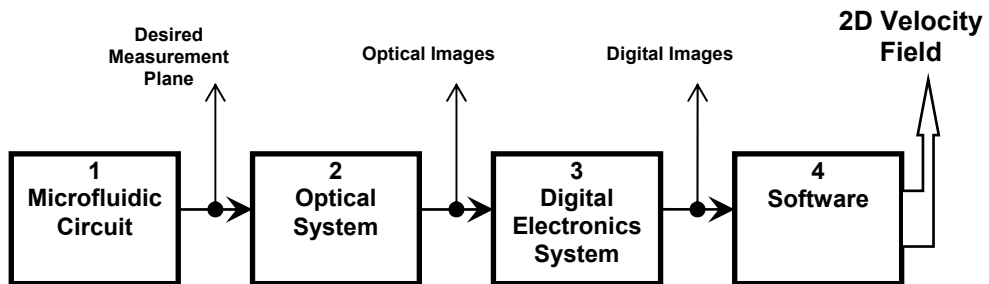 Desired
Measurement
Plane
Optical Images
Digital Images
2D Velocity
Field
1
Microfluidic
Circuit
2
Optical
System
3
Digital
Electronics
System
4
Software